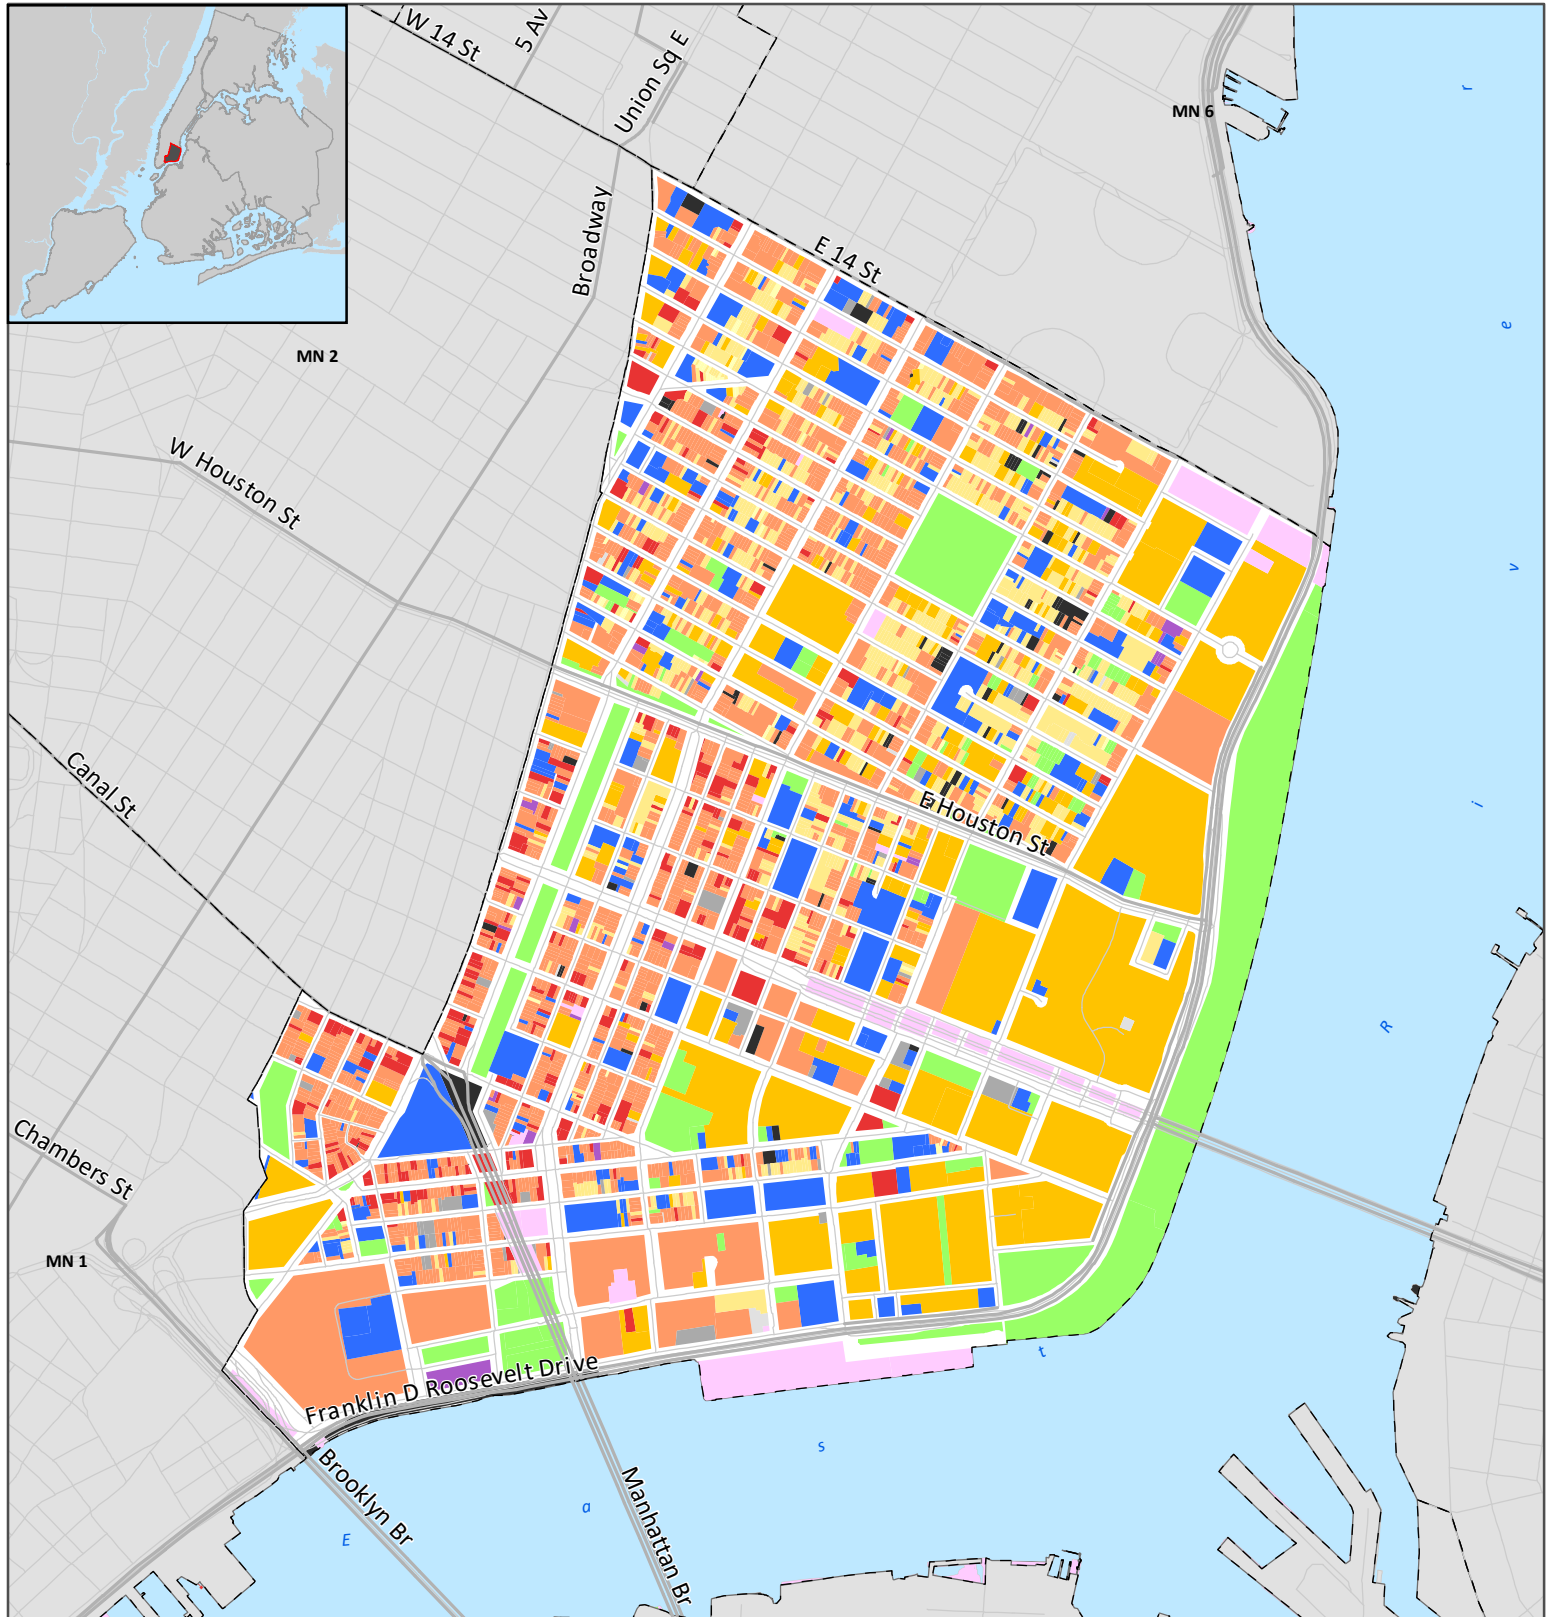 W 14 St
5 Av
Union Sq E
MN 6
r
Broadway
E 14 St
e
MN 2
W Houston St
v
Canal St
i
E Houston St
R
Chambers St
MN 1
t
Franklin D Roosevelt Drive
s
Brooklyn Br
Manhattan Br
a
E